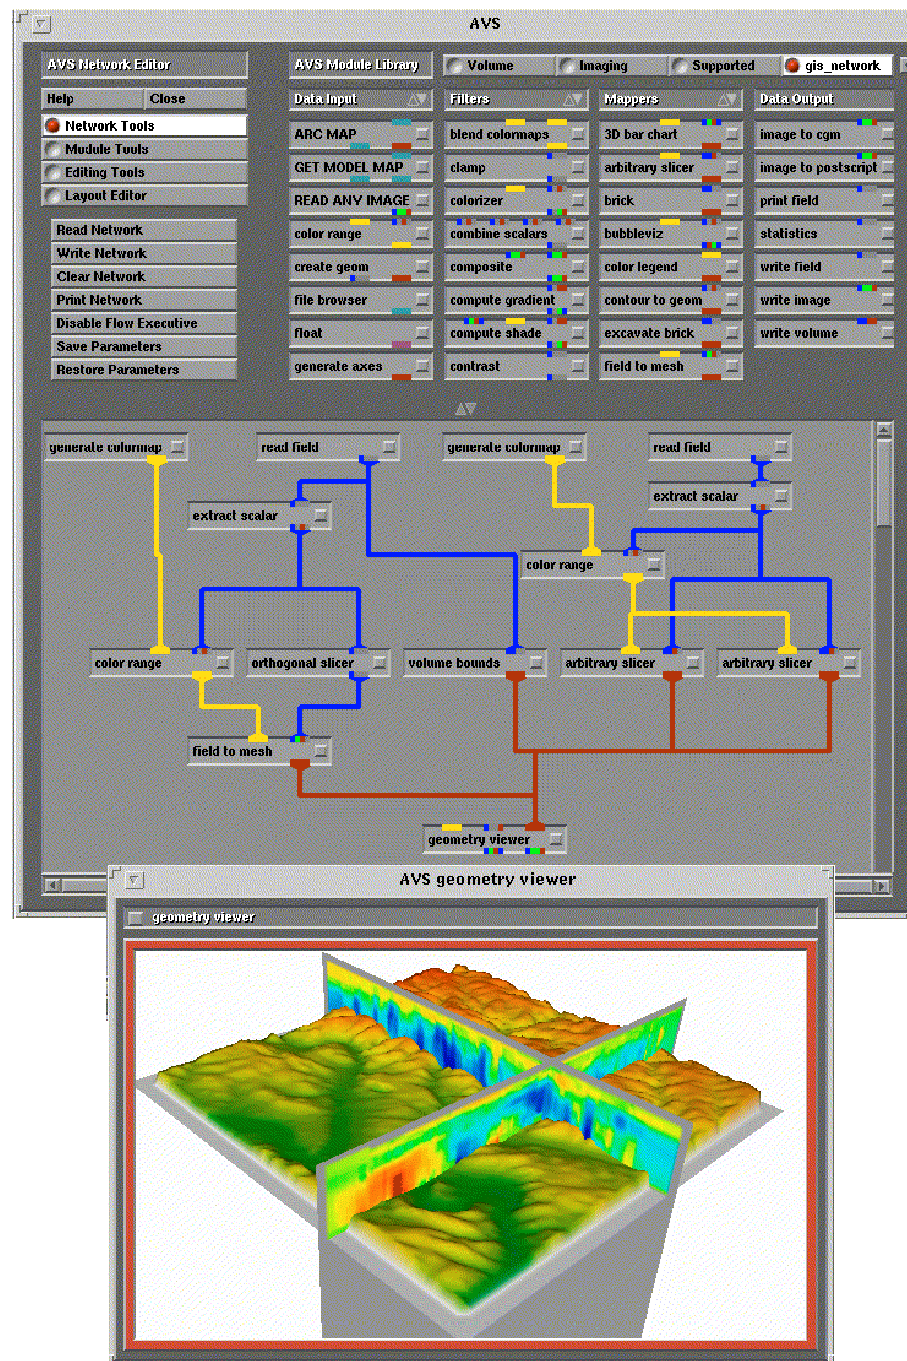 AVS
AVS Network Editor
AVS Module Library
Volume
Imaging
Supported
gis_network
Help
Close
Network Tools
Module Tools
Editing Tools
Layout Editor
Read Network
Write Network
Clear Network
Print Network
Disable Flow Executive
Save Parameters
Restore Parameters
Data Input
Filters
Mappers
Data Output
ARC MAP
blend colormaps
3D bar chart
image to cgm
GET MODEL MAP
clamp
arbitrary slicer
image to postscript
READ ANY IMAGE
colorizer
brick
print field
color range
combine scalars
bubbleviz
statistics
create geom
composite
color legend
write field
file browser
compute gradient
contour to geom
write image
float
compute shade
excavate brick
write volume
generate axes
contrast
field to mesh
generate colormap
read field
generate colormap
read field
extract scalar
extract scalar
color range
color range
orthogonal slicer
volume bounds
arbitrary slicer
arbitrary slicer
field to mesh
geometry viewer
AVS geometry viewer
geometry viewer